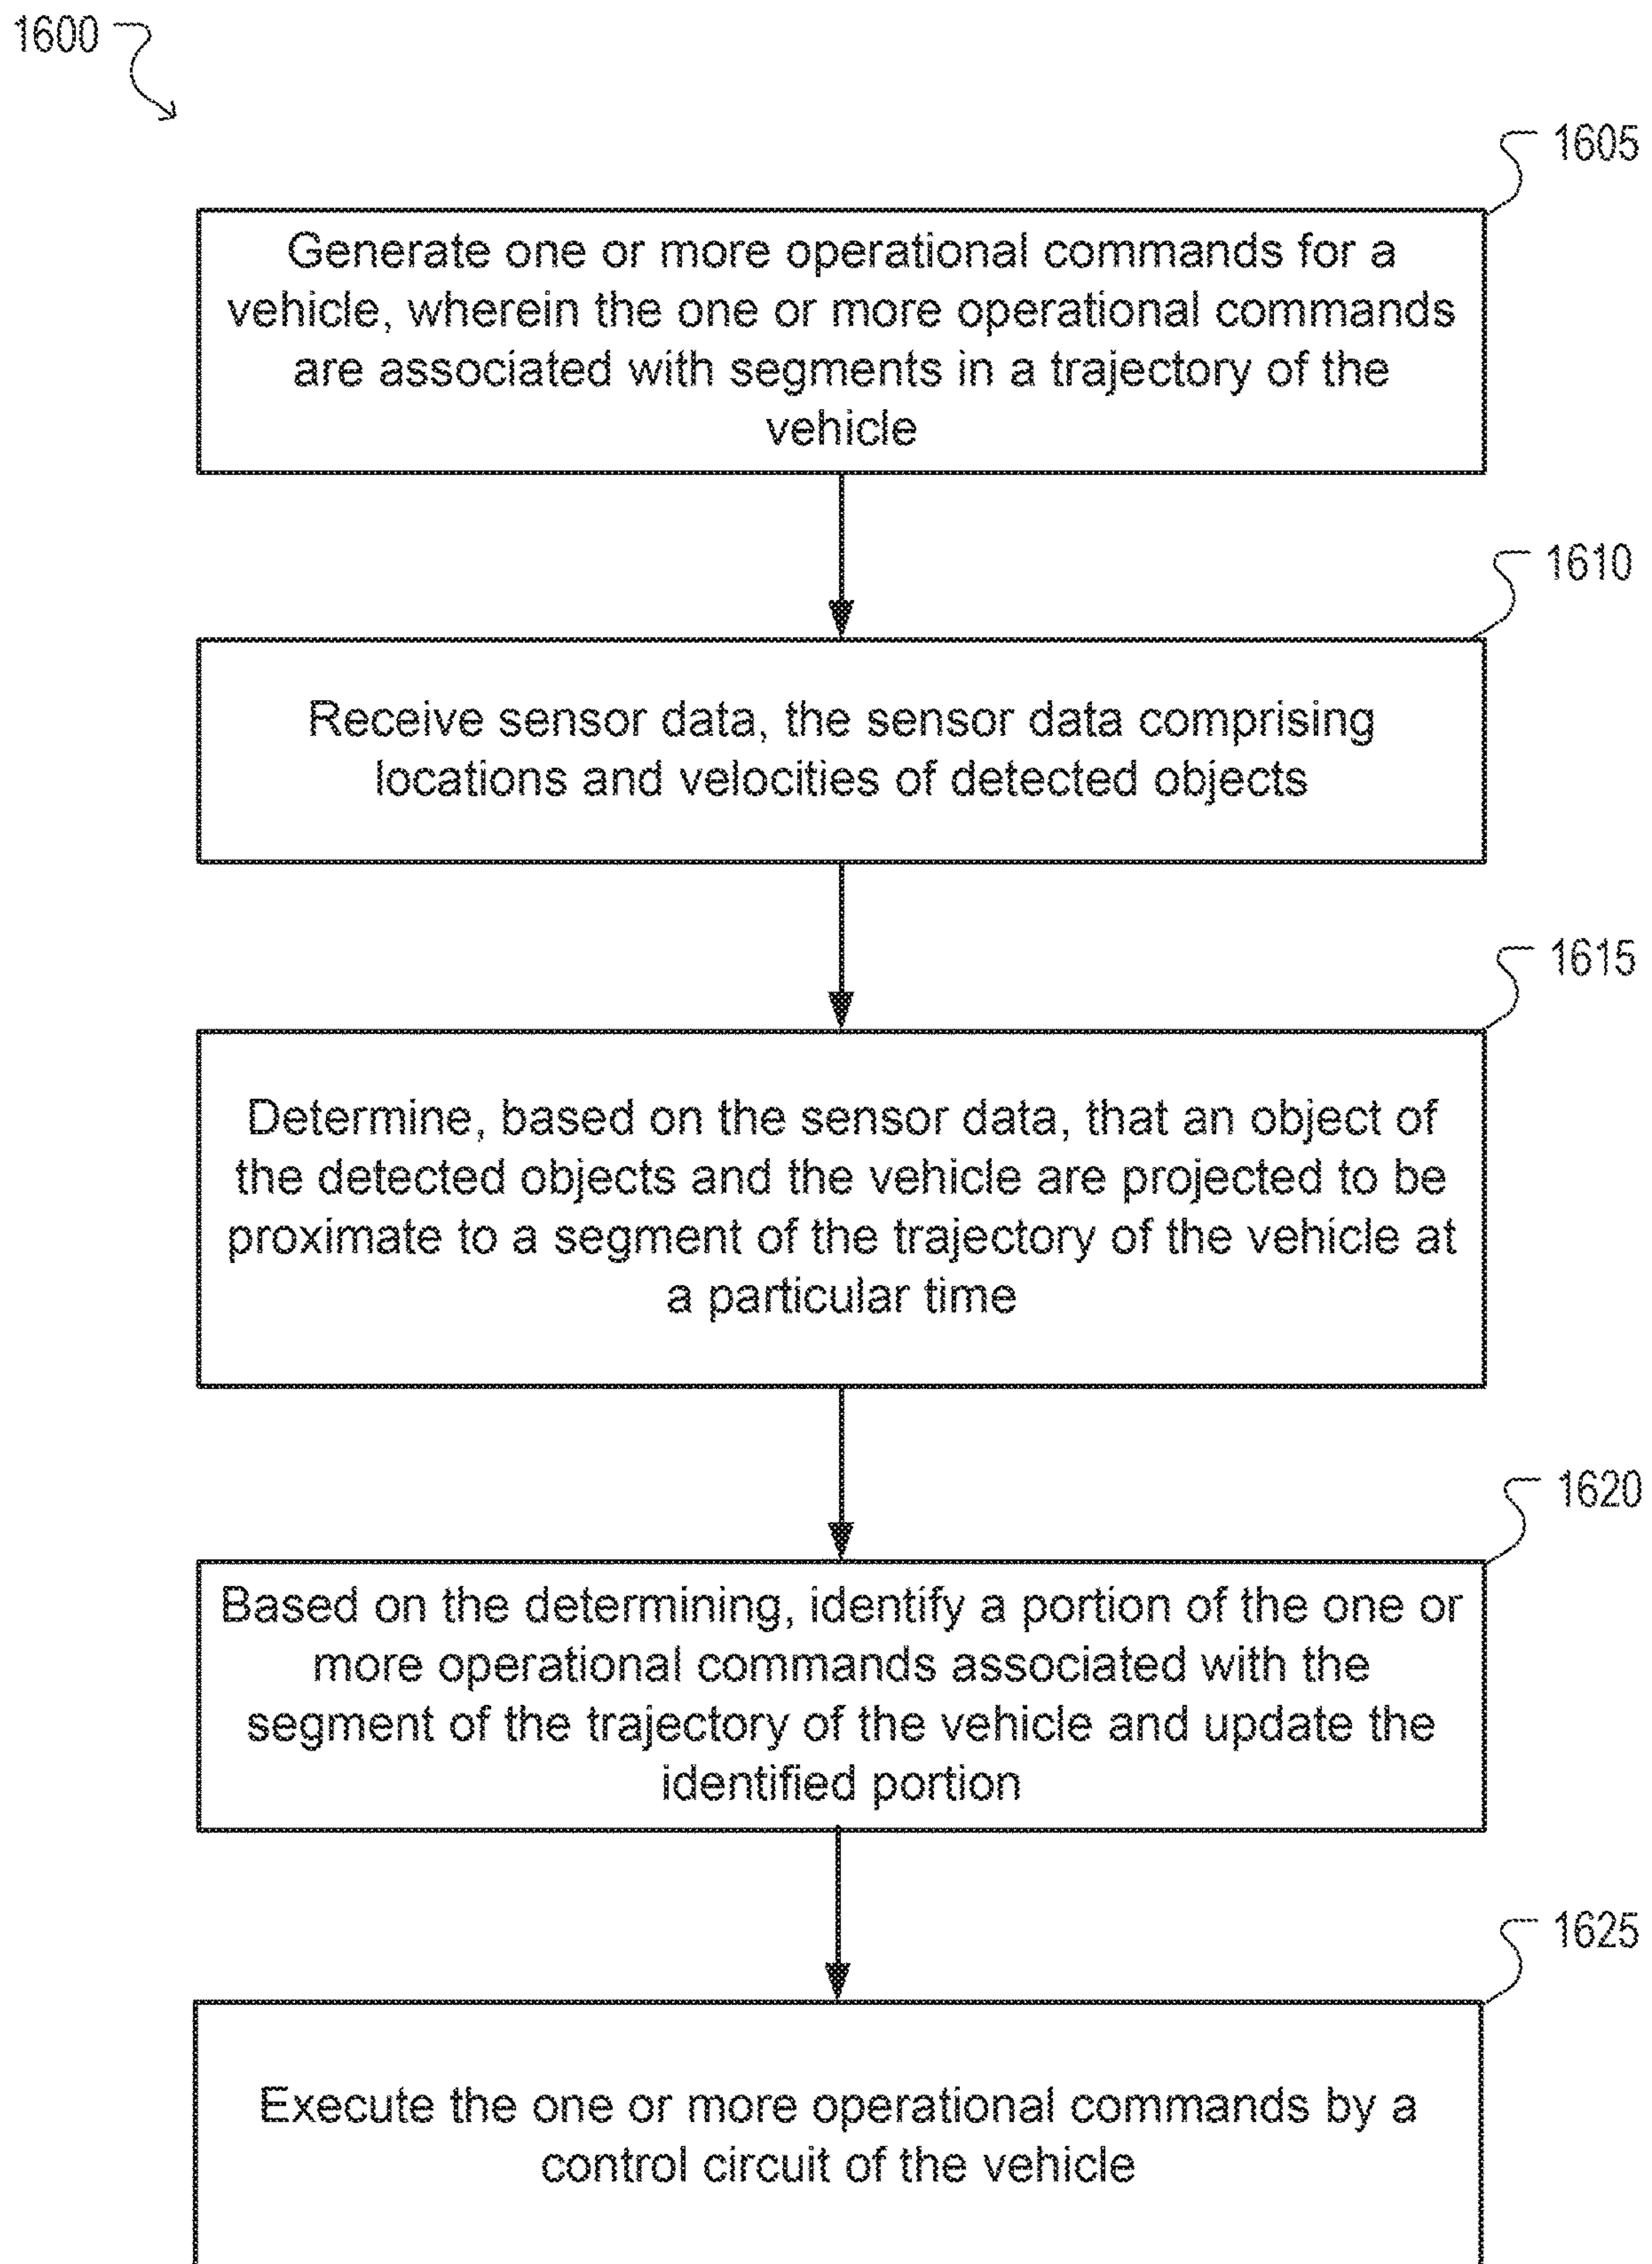 1600
1605
Generate one or more operational commands for a
vehicle, wherein the one or more operational commands
are associated with segments in a trajectory of the
vehicle
1610
Receive sensor data, the sensor data comprising
locations and velocities of detected objects
1615
Determine, based on the sensor data, that an object of
the detected objects and the vehicle are projected to be
proximate to a segment of the trajectory of the vehicle at
a particular time
1620
Based on the determining, identify a portion of the one or
more operational commands associated with the
segment of the trajectory of the vehicle and update the
identified portion
1625
Execute the one or more operational commands by a
control circuit of the vehicle